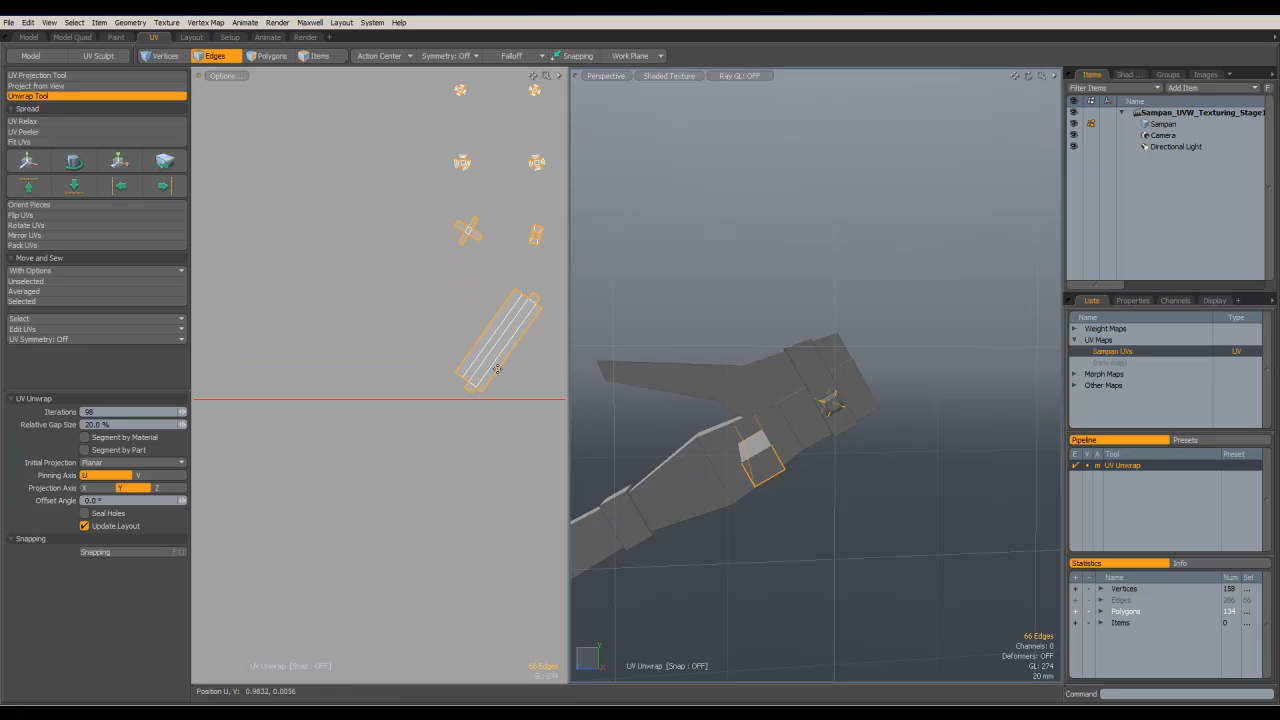 File Edit View Select Item Geometry Texture Vertex Map Animate Render Maxwell Layout System Help
Model Model Quad Paint UV Layout Setup Animate Render +
Model UV Sculpt Vertices Edges Polygons Items Action Center Symmetry: Off Falloff Snapping Work Plane
UV Projection Tool
Project from View
Unwrap Tool
Spread
UV Relax
UV Peeler
Fit UVs
Orient Pieces
Flip UVs
Rotate UVs
Mirror UVs
Pack UVs
Move and Sew
With Options
Unselected
Averaged
Selected
Select
Edit UVs
UV Symmetry: Off
UV Unwrap
Iterations 98
Relative Gap Size 20.0 %
Segment by Material
Segment by Part
Initial Projection Planar
Pinning Axis U V
Projection Axis X Y Z
Offset Angle 0.0 °
Seal Holes
Update Layout
Snapping
Snapping
Options...
UV Unwrap [Snap : OFF]
66 Edges
GL: 274
Position U, V: 0.9832, 0.0056
Perspective Shaded Texture Ray GL: OFF
UV Unwrap [Snap : OFF]
66 Edges
Channels: 0
Deformers: OFF
GL: 274
20 mm
Items Shad ... Groups Images
Filter Items Add Item F
Name
Sampan_UVW_Texturing_Stage1
Sampan
Camera
Directional Light
Lists Properties Channels Display +
Name Type
Weight Maps
UV Maps
Sampan UVs UV
(new map)
Morph Maps
Other Maps
Pipeline Presets
E V A Tool Preset
m UV Unwrap
Statistics Info
Name Num Sel
Vertices 158 ...
Edges 286 66
Polygons 134 ...
Items 0 ...
Command